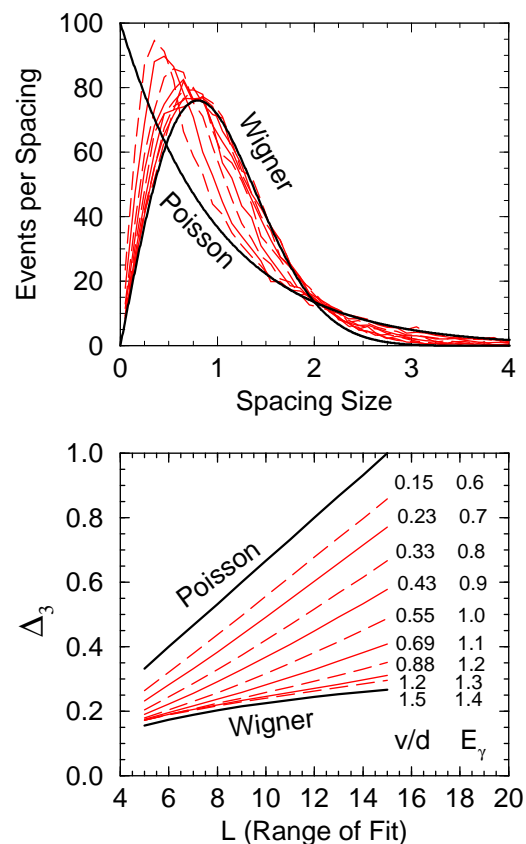 100
80
60
40
20
0
Events per Spacing
Wigner
Poisson
0 1 2 3 4
Spacing Size
1.0
0.8
0.6
0.4
0.2
0.0
Δ₃
Poisson
Wigner
0.15 0.6
0.23 0.7
0.33 0.8
0.43 0.9
0.55 1.0
0.69 1.1
0.88 1.2
1.2 1.3
1.5 1.4
v/d E_γ
4 6 8 10 12 14 16 18 20
L (Range of Fit)